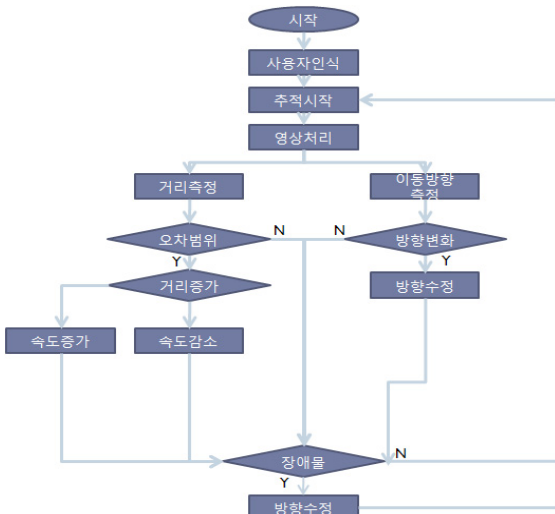 시작
사용자인식
추적시작
영상처리
거리측정
이동방향
측정
오차범위
N
N
방향변화
Y
Y
거리증가
방향수정
속도증가
속도감소
장애물
N
Y
방향수정